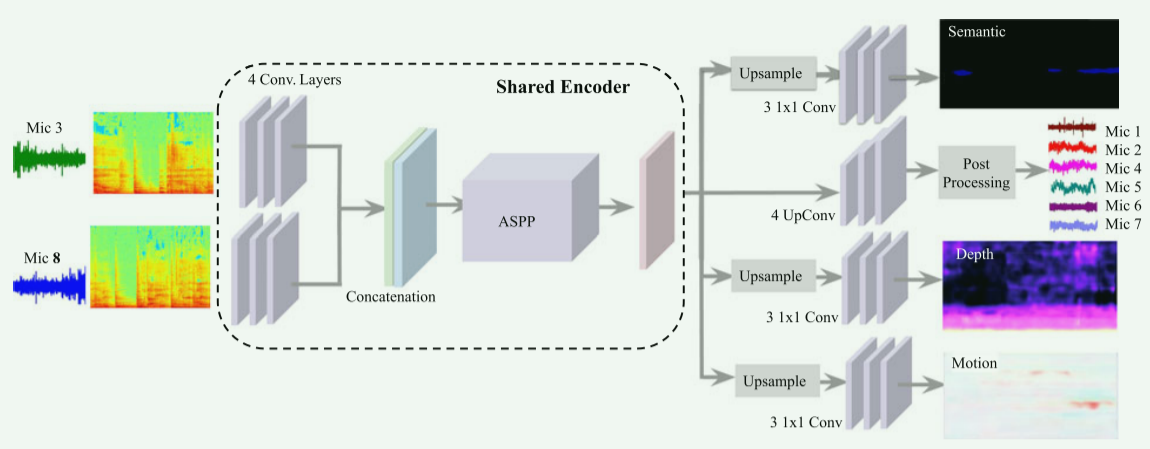 Mic 3
Mic 8
4 Conv. Layers
Shared Encoder
Concatenation
ASPP
Upsample
3 1x1 Conv
Semantic
4 UpConv
Post
Processing
Mic 1
Mic 2
Mic 4
Mic 5
Mic 6
Mic 7
Upsample
3 1x1 Conv
Depth
Upsample
3 1x1 Conv
Motion